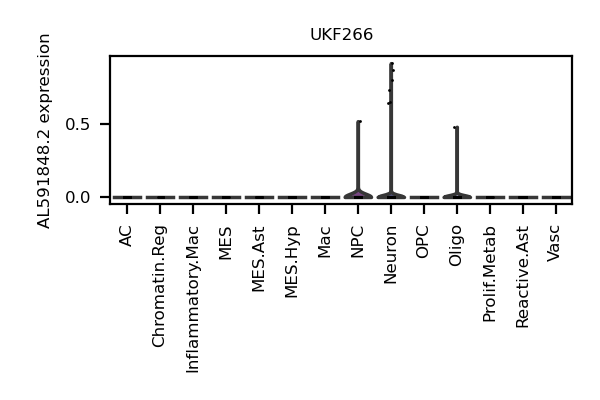 UKF266
AL591848.2 expression
0.5
0.0
AC
Chromatin.Reg
Inflammatory.Mac
MES
MES.Ast
MES.Hyp
Mac
NPC
Neuron
OPC
Oligo
Prolif.Metab
Reactive.Ast
Vasc